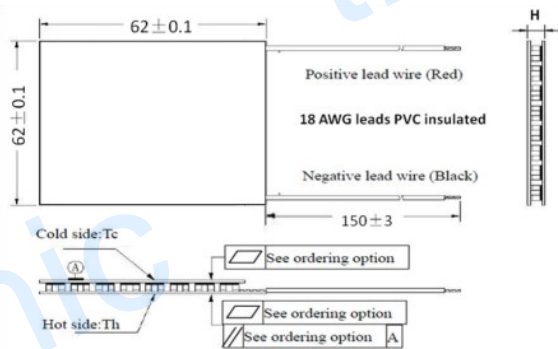 62±0.1
H
62±0.1
Positive lead wire (Red)
18 AWG leads PVC insulated
Negative lead wire (Black)
150±3
Cold side:Tc
A
See ordering option
Hot side:Th
See ordering option
See ordering option A